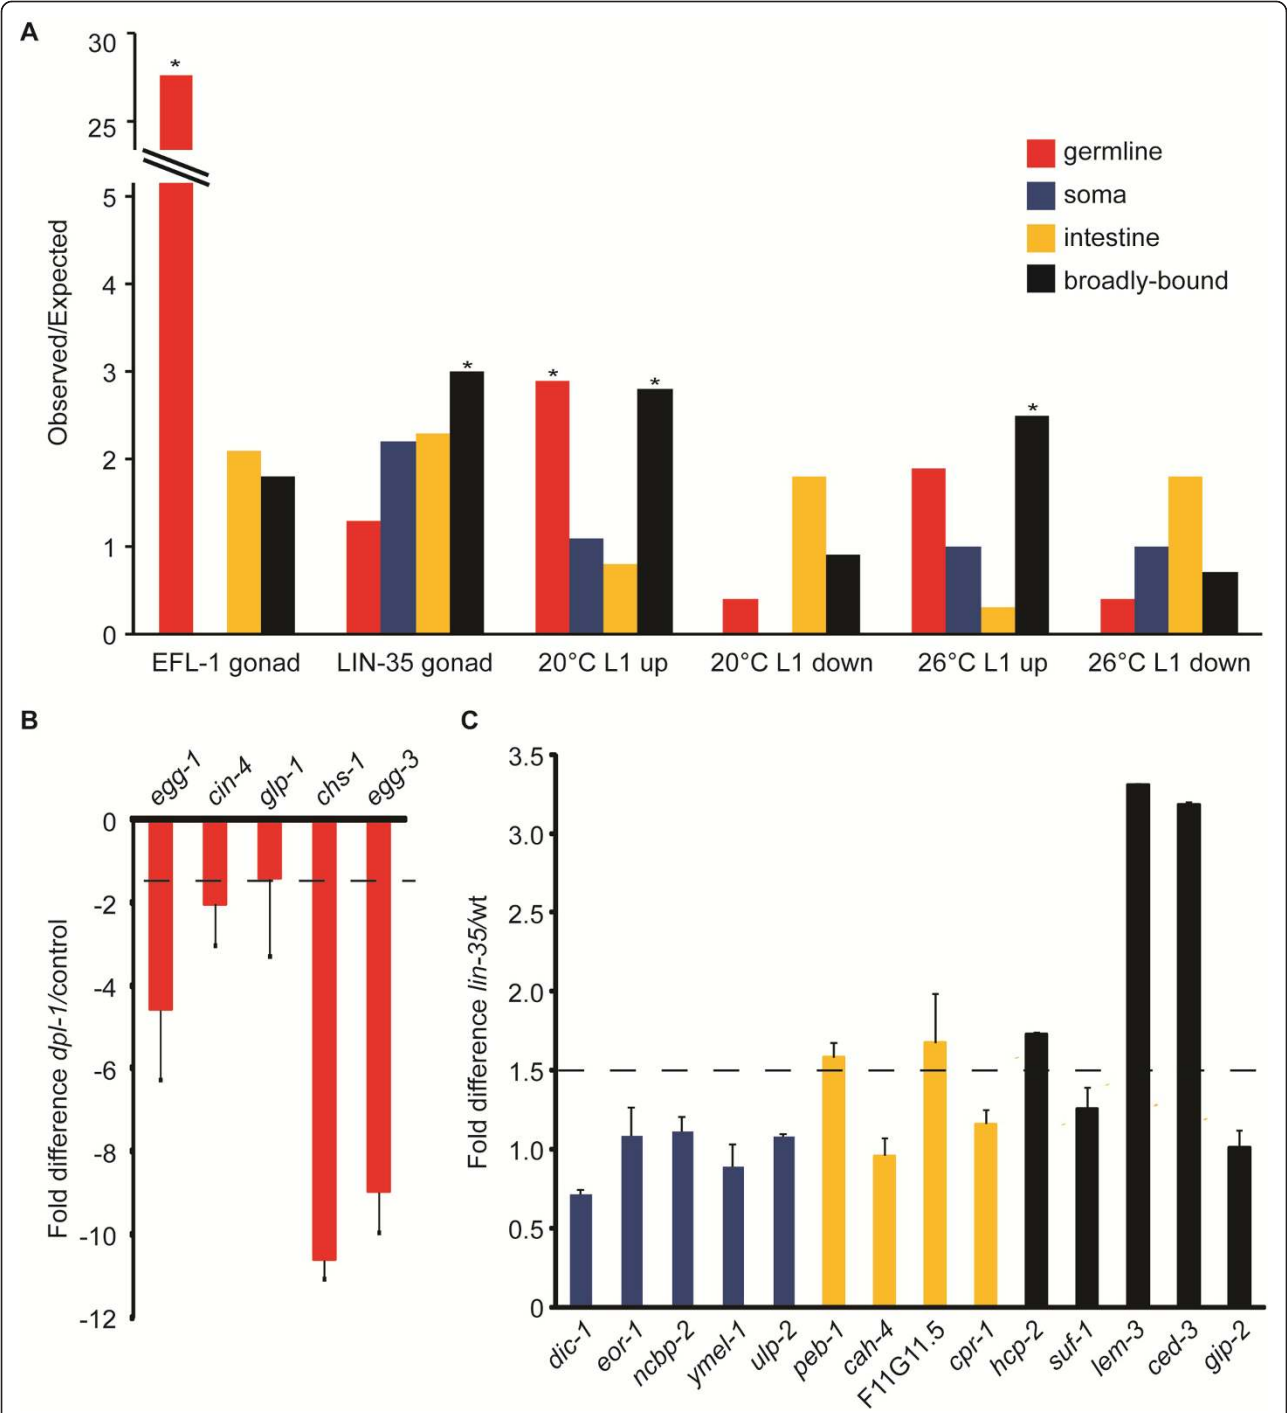 A
30
25
5
4
3
2
1
0
Observed/Expected
*
*
*
*
*
germline
soma
intestine
broadly-bound
EFL-1 gonad
LIN-35 gonad
20°C L1 up
20°C L1 down
26°C L1 up
26°C L1 down
B
egg-1
cin-4
glp-1
chs-1
egg-3
0
-2
-4
-6
-8
-10
-12
Fold difference dpl-1/control
C
3.5
3.0
2.5
2.0
1.5
1.0
0.5
0
Fold difference lin-35/wt
dic-1
eor-1
ncbp-2
ymel-1
ulp-2
peb-1
cah-4
F11G11.5
cpr-1
hcp-2
suf-1
lem-3
ced-3
gip-2